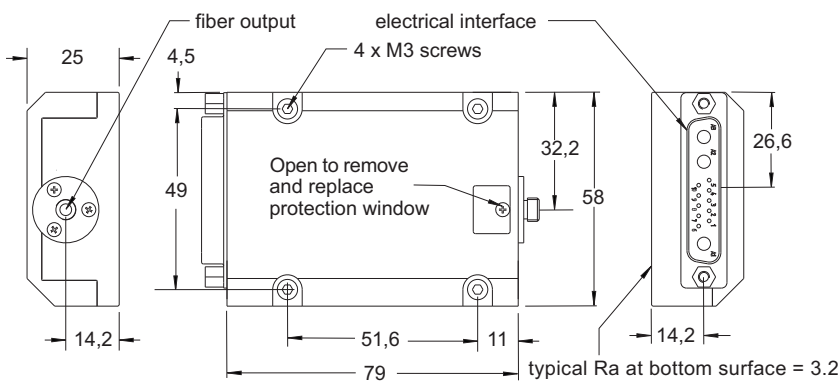 fiber output
electrical interface
4 x M3 screws
25
4,5
49
Open to remove
and replace
protection window
32,2
58
26,6
14,2
51,6
11
79
14,2
typical Ra at bottom surface = 3.2